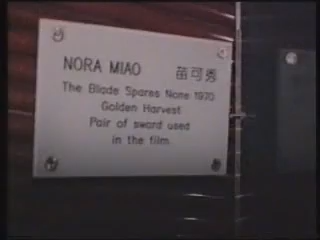 NORA MIAO 苗可秀
The Blade Spares None 1970
Golden Harvest
Pair of sword used
in the film